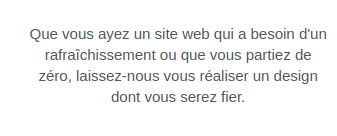 Que vous ayez un site web qui a besoin d'un
rafraîchissement ou que vous partiez de
zéro, laissez-nous vous réaliser un design
dont vous serez fier.